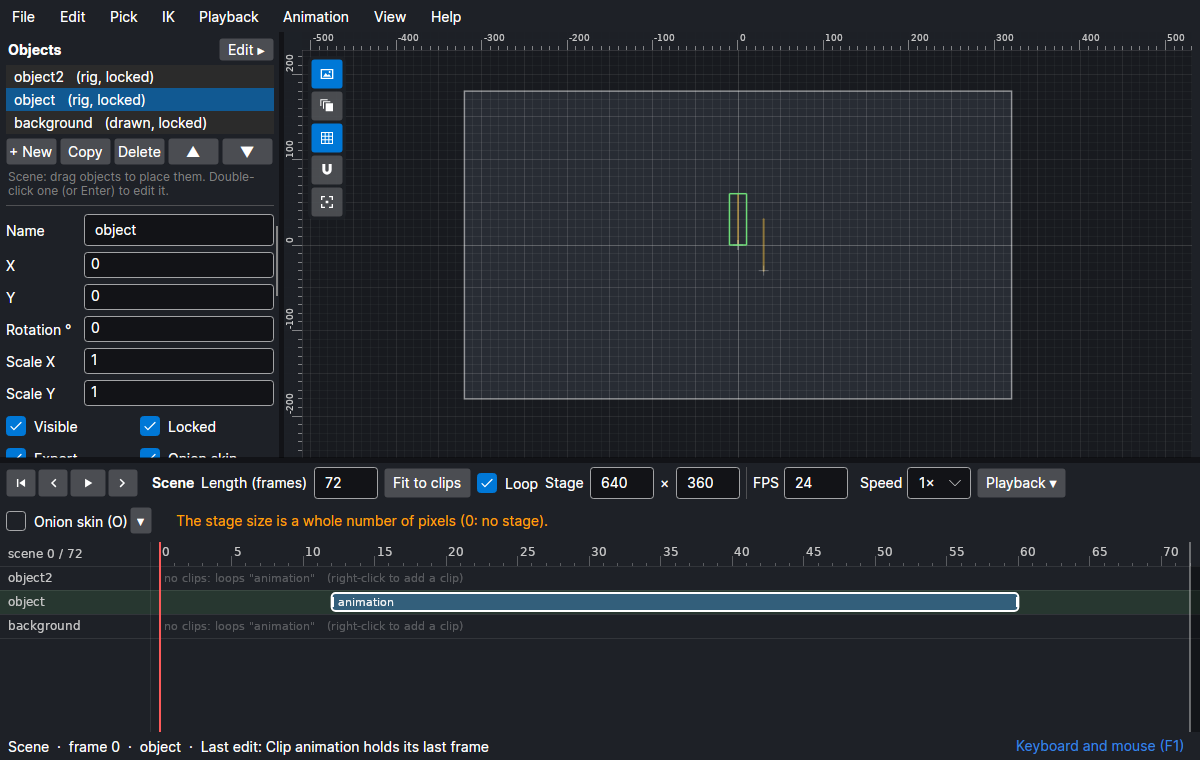 File Edit Pick IK Playback Animation View Help
Objects Edit ▸
object2 (rig, locked)
object (rig, locked)
background (drawn, locked)
+ New Copy Delete ▲ ▼
Scene: drag objects to place them. Double-
click one (or Enter) to edit it.
Name object
X 0
Y 0
Rotation ° 0
Scale X 1
Scale Y 1
Visible Locked
Export Onion skin
-500 -400 -300 -200 -100 0 100 200 300 400 500
200
100
0
-100
-200
Scene Length (frames) 72 Fit to clips Loop Stage 640 × 360 FPS 24 Speed 1× Playback ▾
Onion skin (O) ▾ The stage size is a whole number of pixels (0: no stage).
scene 0 / 72 0 5 10 15 20 25 30 35 40 45 50 55 60 65 70
object2 no clips: loops "animation" (right-click to add a clip)
object animation
background no clips: loops "animation" (right-click to add a clip)
Scene · frame 0 · object · Last edit: Clip animation holds its last frame Keyboard and mouse (F1)